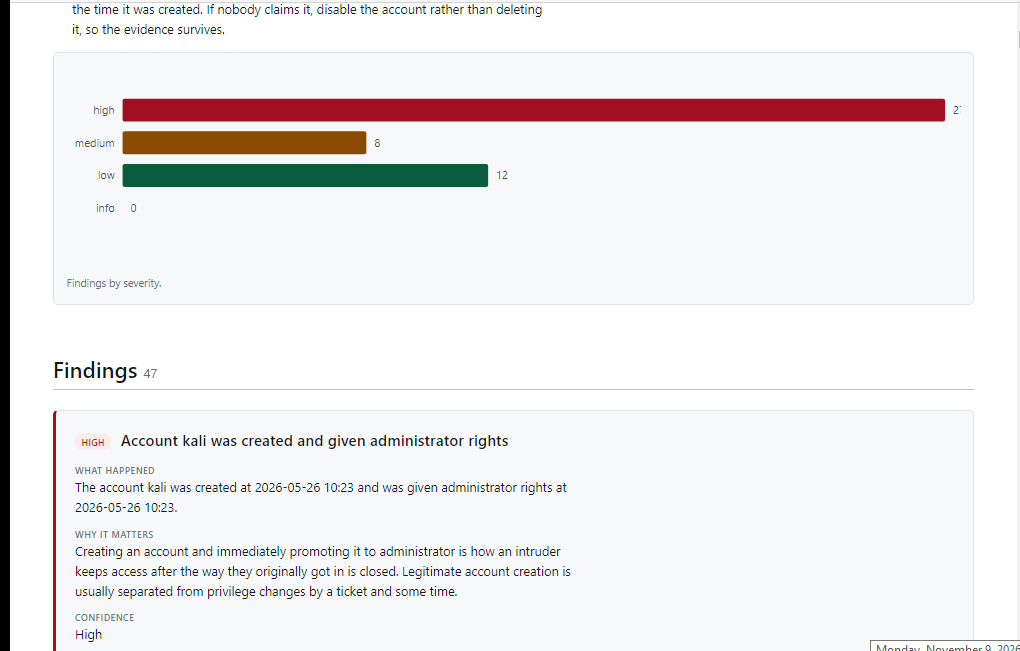 the time it was created. If nobody claims it, disable the account rather than deleting
it, so the evidence survives.
high
medium 8
low 12
info 0
Findings by severity.
Findings 47
HIGH Account kali was created and given administrator rights
WHAT HAPPENED
The account kali was created at 2026-05-26 10:23 and was given administrator rights at
2026-05-26 10:23.
WHY IT MATTERS
Creating an account and immediately promoting it to administrator is how an intruder
keeps access after the way they originally got in is closed. Legitimate account creation is
usually separated from privilege changes by a ticket and some time.
CONFIDENCE
High
Monday, November 9, 2026